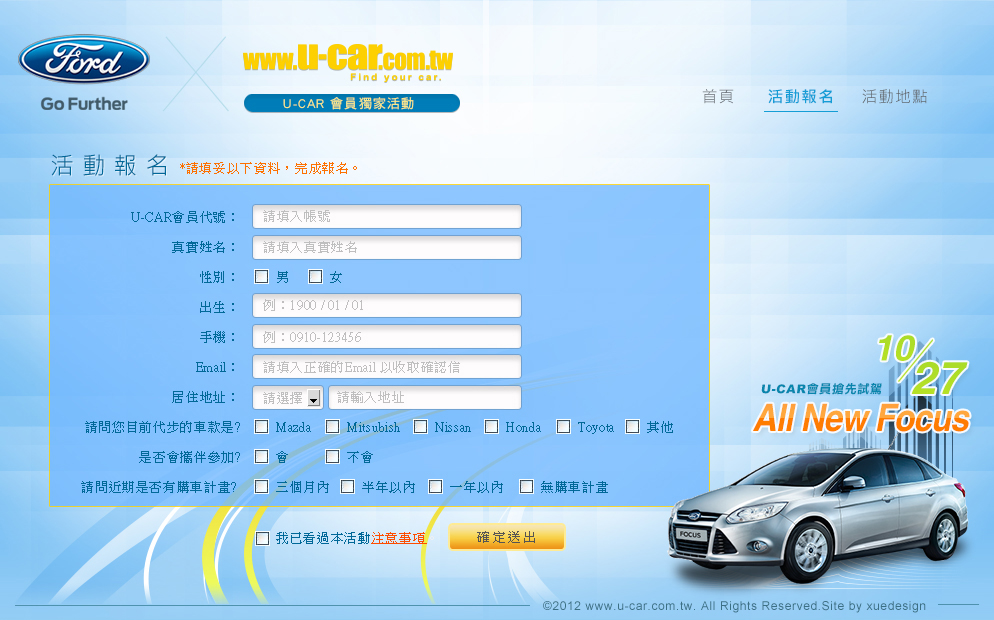 Ford
Go Further
www.u-car.com.tw
Find your car.
U-CAR 會員獨家活動
首頁 活動報名 活動地點
活動報名 *請填妥以下資料，完成報名。
U-CAR會員代號： 請填入帳號
真實姓名： 請填入真實姓名
性別： 男 女
出生： 例：1900 / 01 / 01
手機： 例：0910-123456
Email： 請填入正確的Email 以收取確認信
居住地址： 請選擇 請輸入地址
請問您目前代步的車款是? Mazda Mitsubish Nissan Honda Toyota 其他
是否會攜伴參加? 會 不會
請問近期是否有購車計畫? 三個月內 半年以內 一年以內 無購車計畫
10/27
U-CAR會員搶先試駕
All New Focus
FOCUS
我已看過本活動注意事項 確定送出
©2012 www.u-car.com.tw. All Rights Reserved.Site by xuedesign